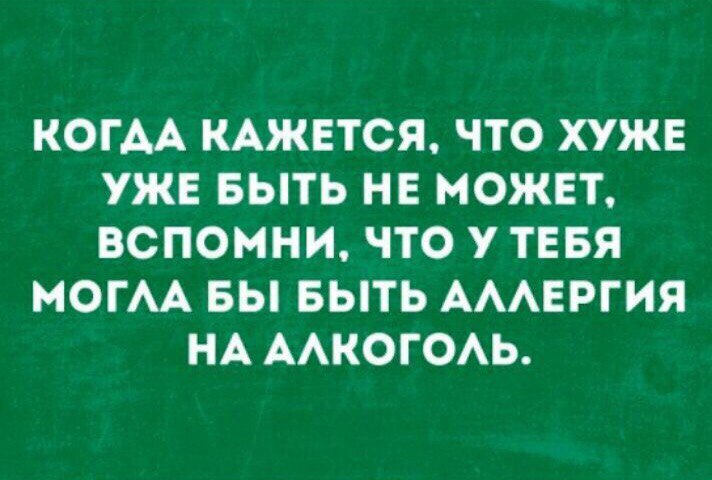 КОГДА КАЖЕТСЯ, ЧТО ХУЖЕ
УЖЕ БЫТЬ НЕ МОЖЕТ,
ВСПОМНИ, ЧТО У ТЕБЯ
МОГЛА БЫ БЫТЬ АЛЛЕРГИЯ
НА АЛКОГОЛЬ.